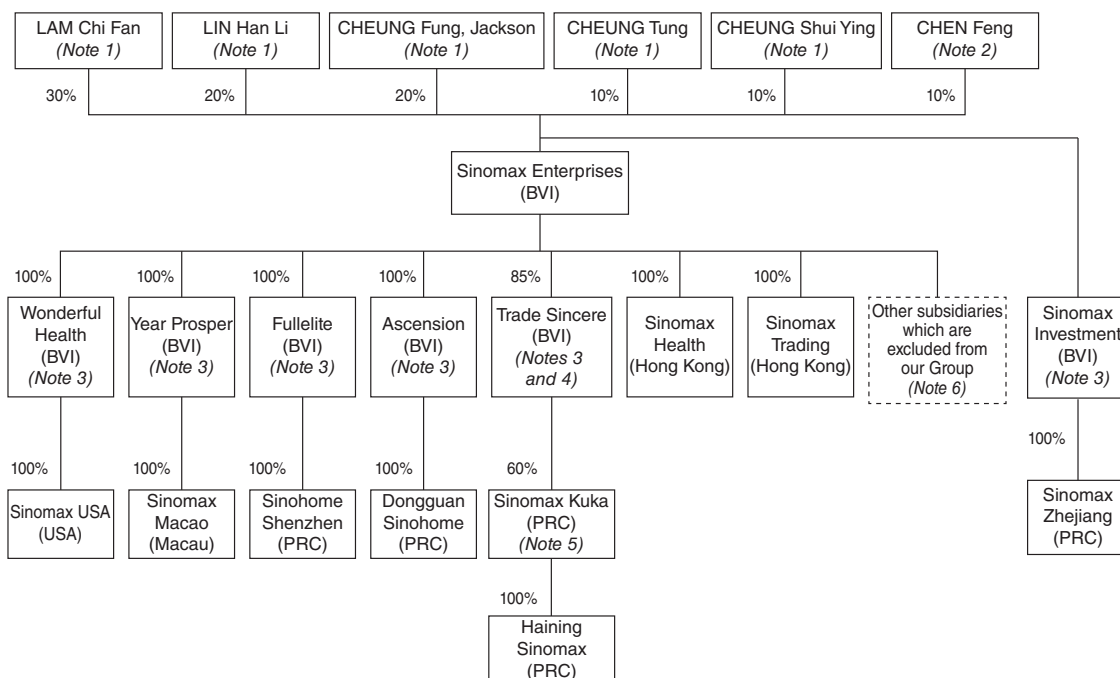 LAM Chi Fan
(Note 1)
LIN Han Li
(Note 1)
CHEUNG Fung, Jackson
(Note 1)
CHEUNG Tung
(Note 1)
CHEUNG Shui Ying
(Note 1)
CHEN Feng
(Note 2)
30%
20%
20%
10%
10%
10%
Sinomax Enterprises
(BVI)
100%
100%
100%
100%
85%
100%
100%
Wonderful
Health
(BVI)
(Note 3)
Year Prosper
(BVI)
(Note 3)
Fullelite
(BVI)
(Note 3)
Ascension
(BVI)
(Note 3)
Trade Sincere
(BVI)
(Notes 3
and 4)
Sinomax
Health
(Hong Kong)
Sinomax
Trading
(Hong Kong)
Other subsidiaries
which are
excluded from
our Group
(Note 6)
Sinomax
Investment
(BVI)
(Note 3)
100%
100%
100%
100%
60%
100%
Sinomax USA
(USA)
Sinomax
Macao
(Macau)
Sinohome
Shenzhen
(PRC)
Dongguan
Sinohome
(PRC)
Sinomax Kuka
(PRC)
(Note 5)
Sinomax
Zhejiang
(PRC)
100%
Haining
Sinomax
(PRC)